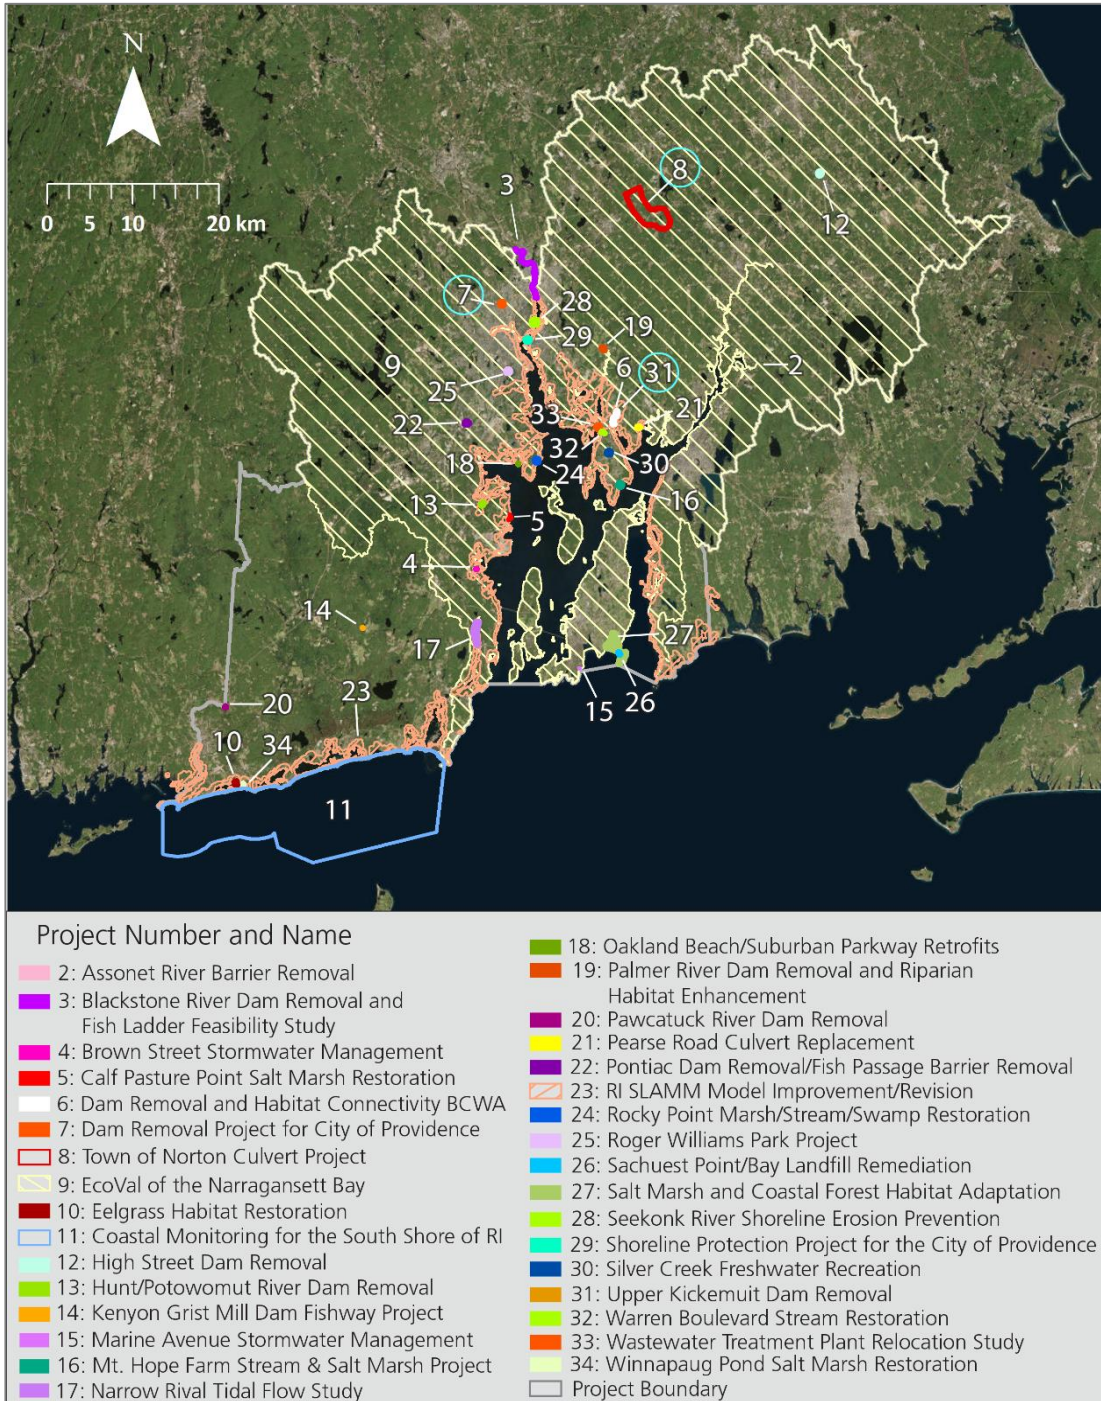 N
0 5 10 20 km
3
8
12
7
28
29
19
2
9
25
6
31
22
33
21
32
18
24
30
13
16
5
4
14
17
27
23
20
15
26
10
34
11
Project Number and Name
2: Assonet River Barrier Removal
3: Blackstone River Dam Removal and
Fish Ladder Feasibility Study
4: Brown Street Stormwater Management
5: Calf Pasture Point Salt Marsh Restoration
6: Dam Removal and Habitat Connectivity BCWA
7: Dam Removal Project for City of Providence
8: Town of Norton Culvert Project
9: EcoVal of the Narragansett Bay
10: Eelgrass Habitat Restoration
11: Coastal Monitoring for the South Shore of RI
12: High Street Dam Removal
13: Hunt/Potowomut River Dam Removal
14: Kenyon Grist Mill Dam Fishway Project
15: Marine Avenue Stormwater Management
16: Mt. Hope Farm Stream & Salt Marsh Project
17: Narrow Rival Tidal Flow Study
18: Oakland Beach/Suburban Parkway Retrofits
19: Palmer River Dam Removal and Riparian
Habitat Enhancement
20: Pawcatuck River Dam Removal
21: Pearse Road Culvert Replacement
22: Pontiac Dam Removal/Fish Passage Barrier Removal
23: RI SLAMM Model Improvement/Revision
24: Rocky Point Marsh/Stream/Swamp Restoration
25: Roger Williams Park Project
26: Sachuest Point/Bay Landfill Remediation
27: Salt Marsh and Coastal Forest Habitat Adaptation
28: Seekonk River Shoreline Erosion Prevention
29: Shoreline Protection Project for the City of Providence
30: Silver Creek Freshwater Recreation
31: Upper Kickemuit Dam Removal
32: Warren Boulevard Stream Restoration
33: Wastewater Treatment Plant Relocation Study
34: Winnapaug Pond Salt Marsh Restoration
Project Boundary